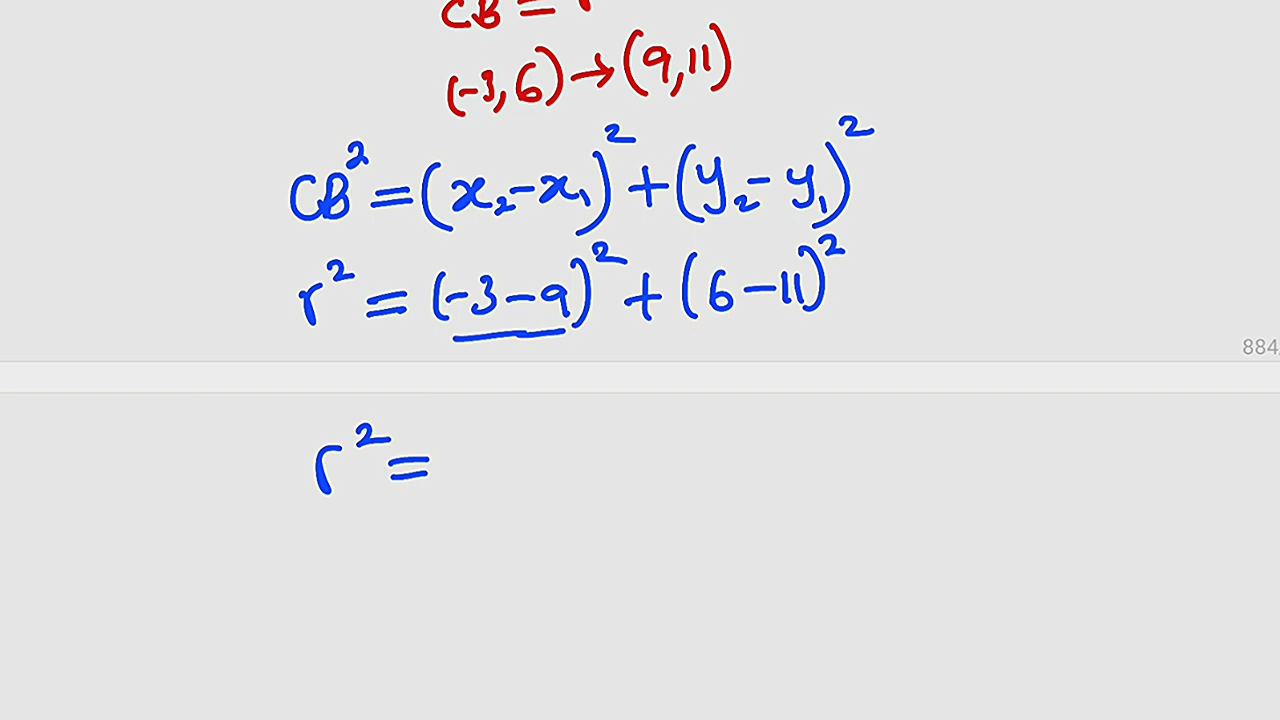 CB = r
(-3,6)→(9,11)
CB² = (x₂-x₁)² + (y₂-y₁)²
r² = (-3-9)² + (6-11)²
884
r² =